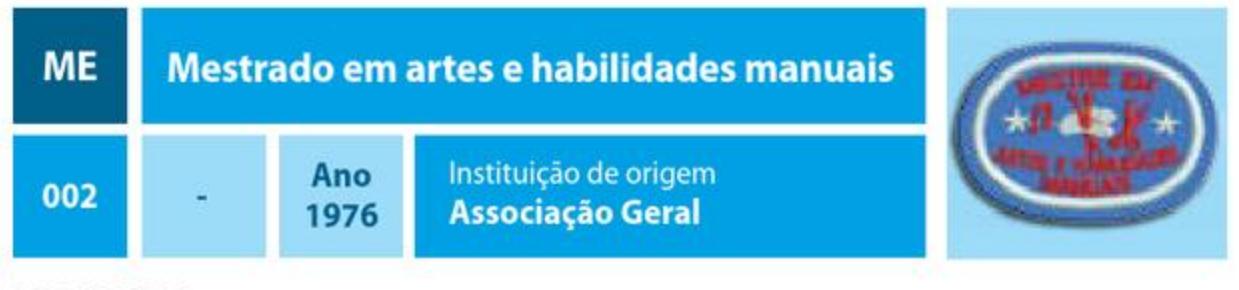 ME
Mestrado em artes e habilidades manuais
002
-
Ano
1976
Instituição de origem
Associação Geral